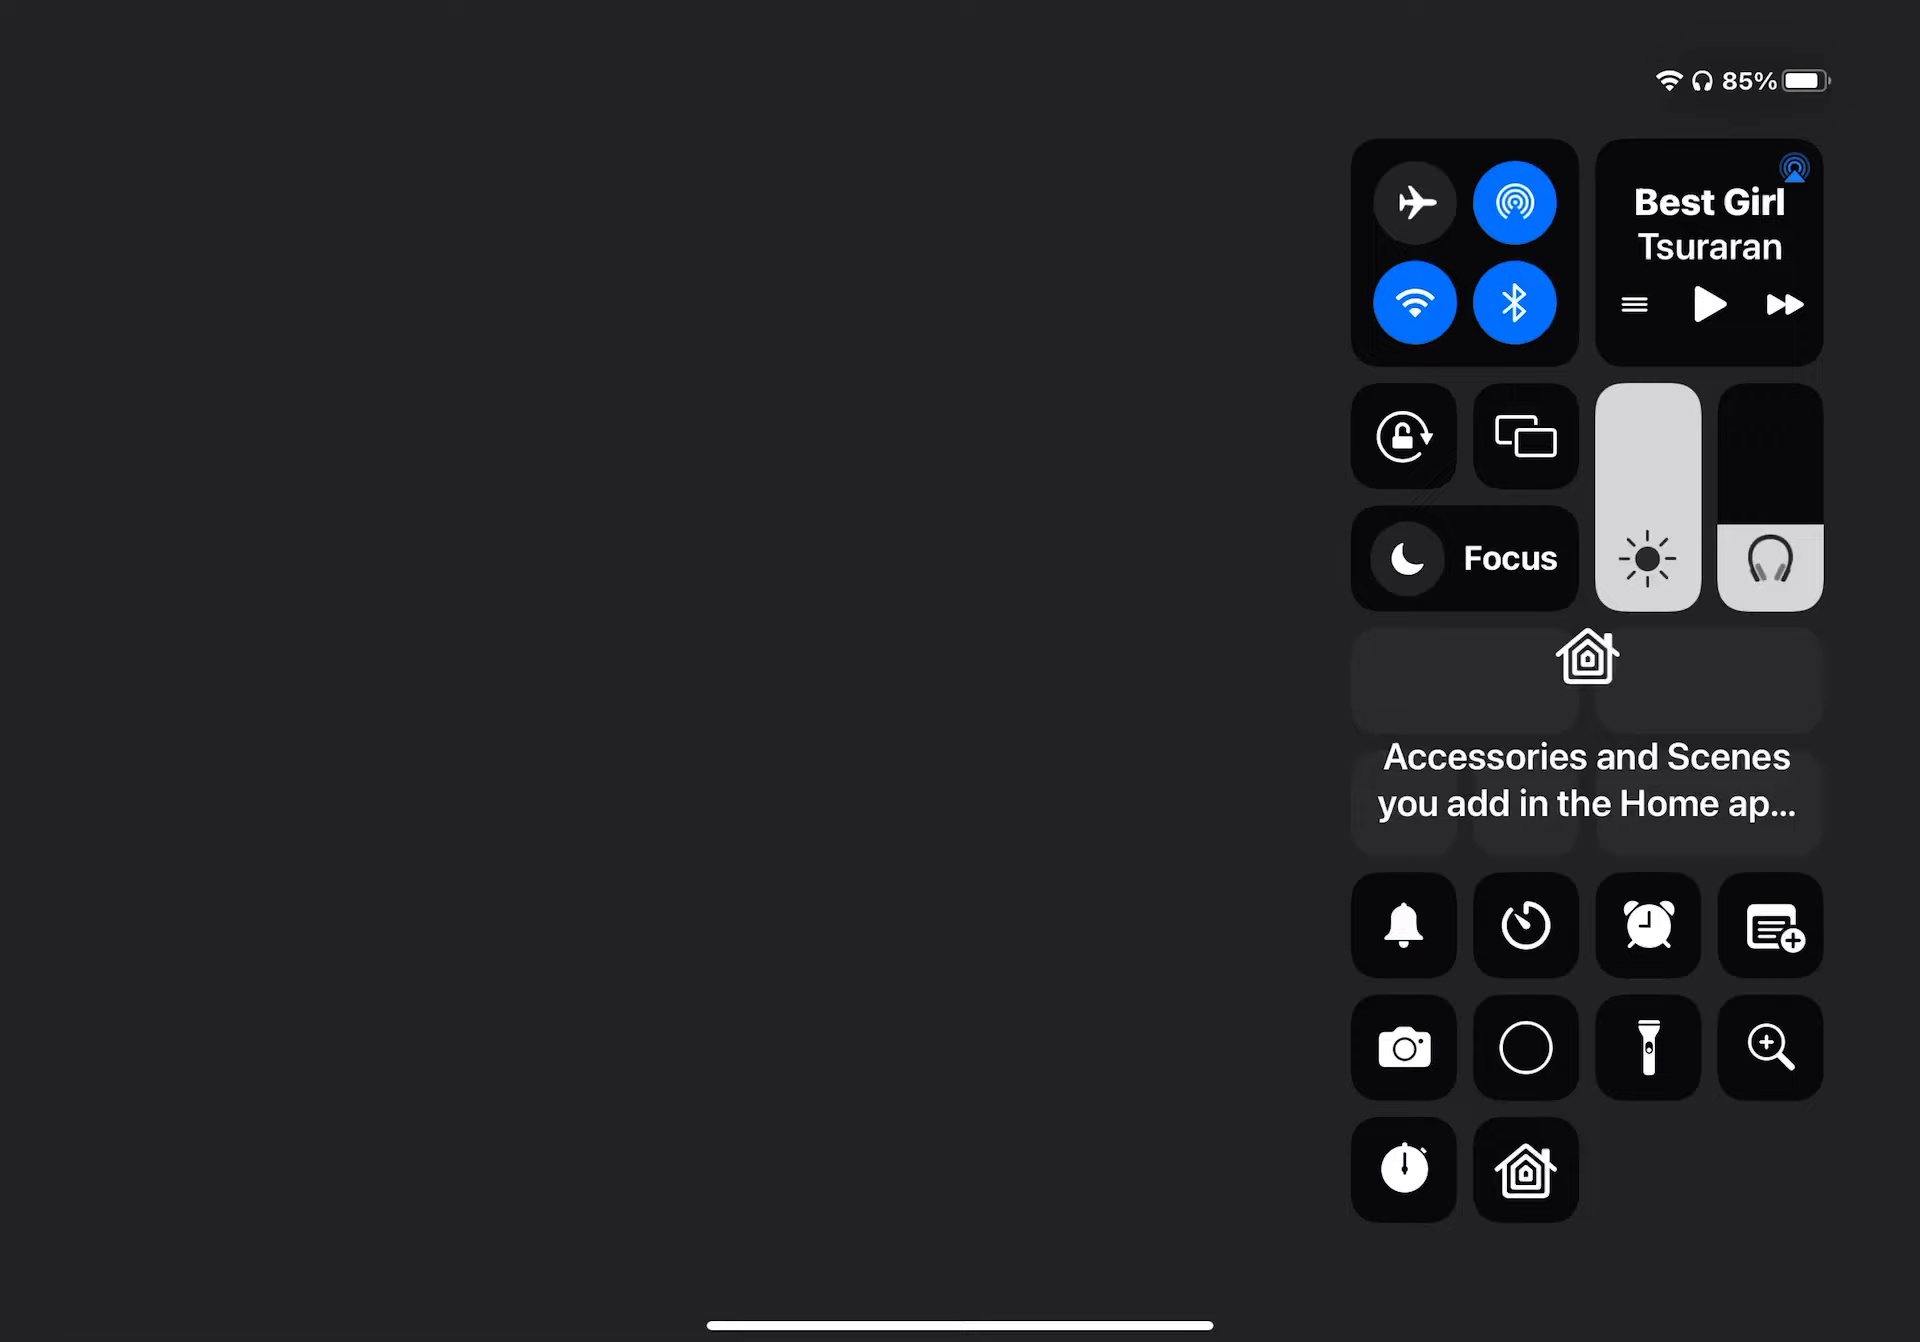 85%
Best Girl
Tsuraran
Focus
Accessories and Scenes
you add in the Home ap...